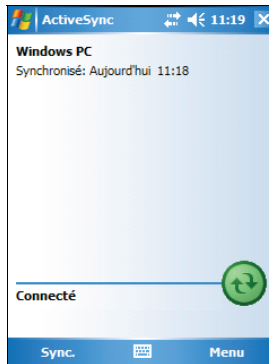 ActiveSync 11:19
Windows PC
Synchronisé: Aujourd'hui 11:18
Connecté
Sync. Menu